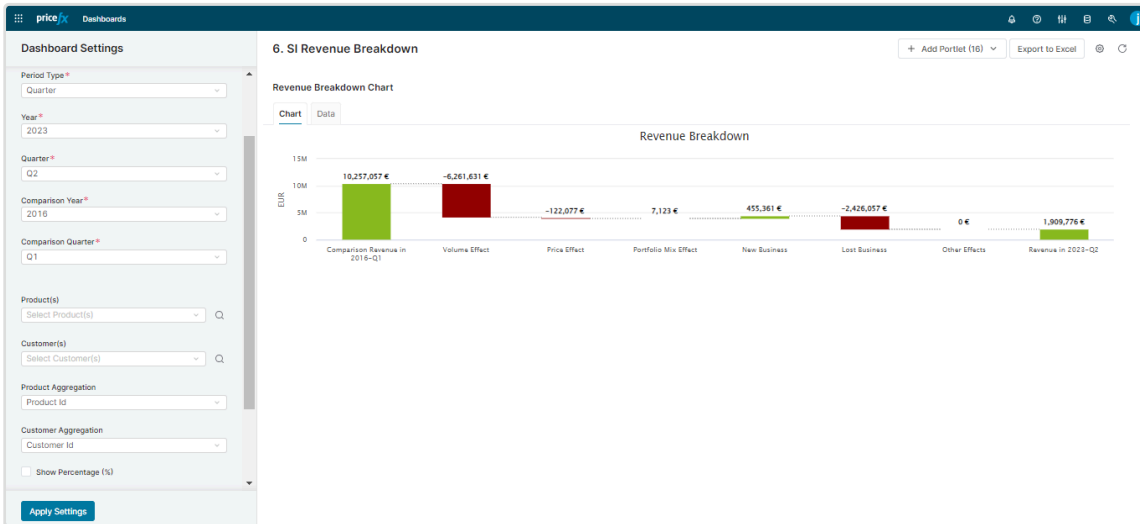 pricefx Dashboards
Dashboard Settings
Period Type*
Quarter
Year*
2023
Quarter*
Q2
Comparison Year*
2016
Comparison Quarter*
Q1
Product(s)
Select Product(s)
Customer(s)
Select Customer(s)
Product Aggregation
Product Id
Customer Aggregation
Customer Id
Show Percentage (%)
Apply Settings
6. SI Revenue Breakdown
+ Add Portlet (16)
Export to Excel
Revenue Breakdown Chart
Chart Data
Revenue Breakdown
EUR
15M
10M
5M
0
10,257,057 €
-6,261,631 €
-122,077 €
7,123 €
455,361 €
-2,426,057 €
0 €
1,909,776 €
Comparison Revenue in
2016-Q1
Volume Effect
Price Effect
Portfolio Mix Effect
New Business
Lost Business
Other Effects
Revenue in 2023-Q2
j